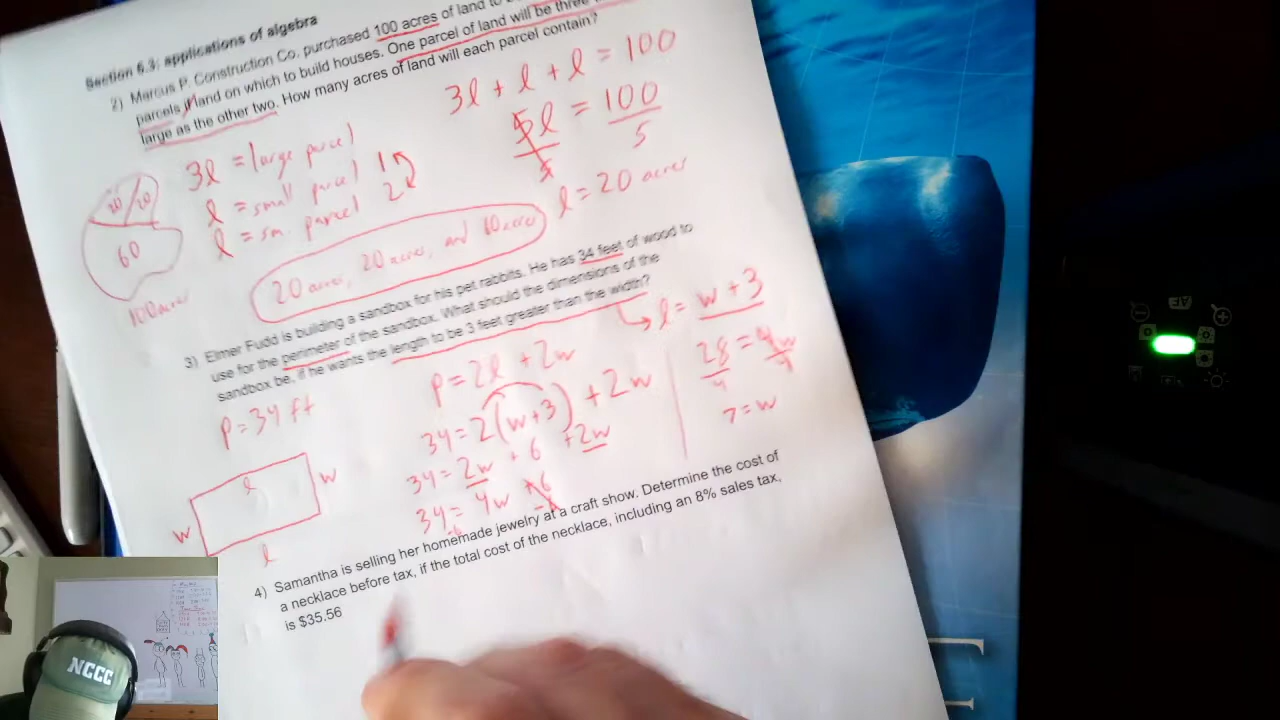 Section 6.3: applications of algebra
2) Marcus P. Construction Co. purchased 100 acres of land to
parcels land on which to build houses. One parcel of land will be three
large as the other two. How many acres of land will each parcel contain?
3l + l + l = 100
5l = 100
5 5
l = 20 acres
3l = large parcel
l = small parcel 1
l = sm. parcel 2
20 20
60
100 acres
20 acres, 20 acres, and 60 acres
3) Elmer Fudd is building a sandbox for his pet rabbits. He has 34 feet of wood to
use for the perimeter of the sandbox. What should the dimensions of the
sandbox be, if he wants the length to be 3 feet greater than the width?
l = w + 3
P = 34 ft
P = 2l + 2w
34 = 2(w+3) + 2w
34 = 2w + 6 + 2w
34 = 4w + 6
-6 -6
28 = 4w
4 4
7 = w
l
w
w
l
4) Samantha is selling her homemade jewelry at a craft show. Determine the cost of
a necklace before tax, if the total cost of the necklace, including an 8% sales tax,
is $35.56
NCCC
AF